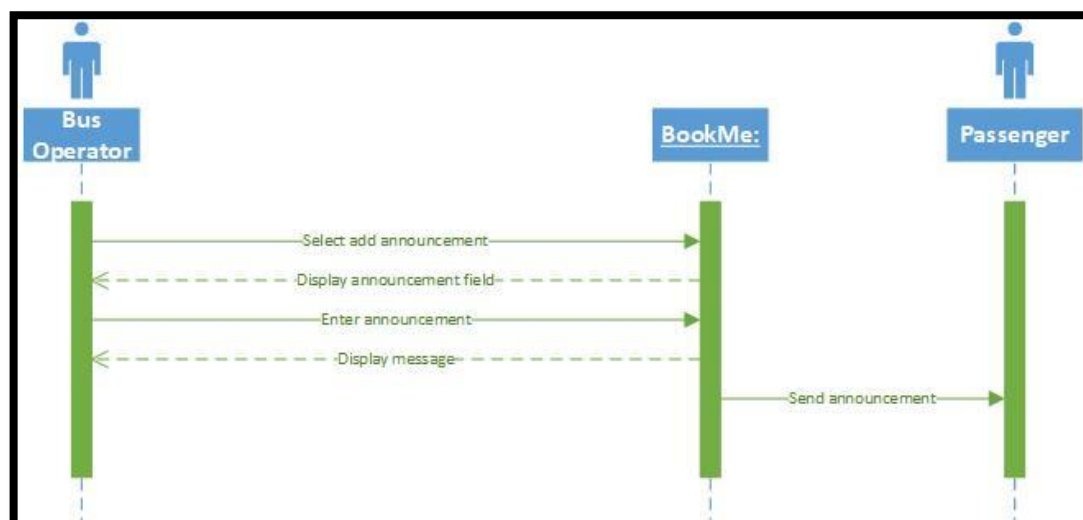 Bus
Operator
BookMe:
Passenger
Select add announcement
Display announcement field
Enter announcement
Display message
Send announcement